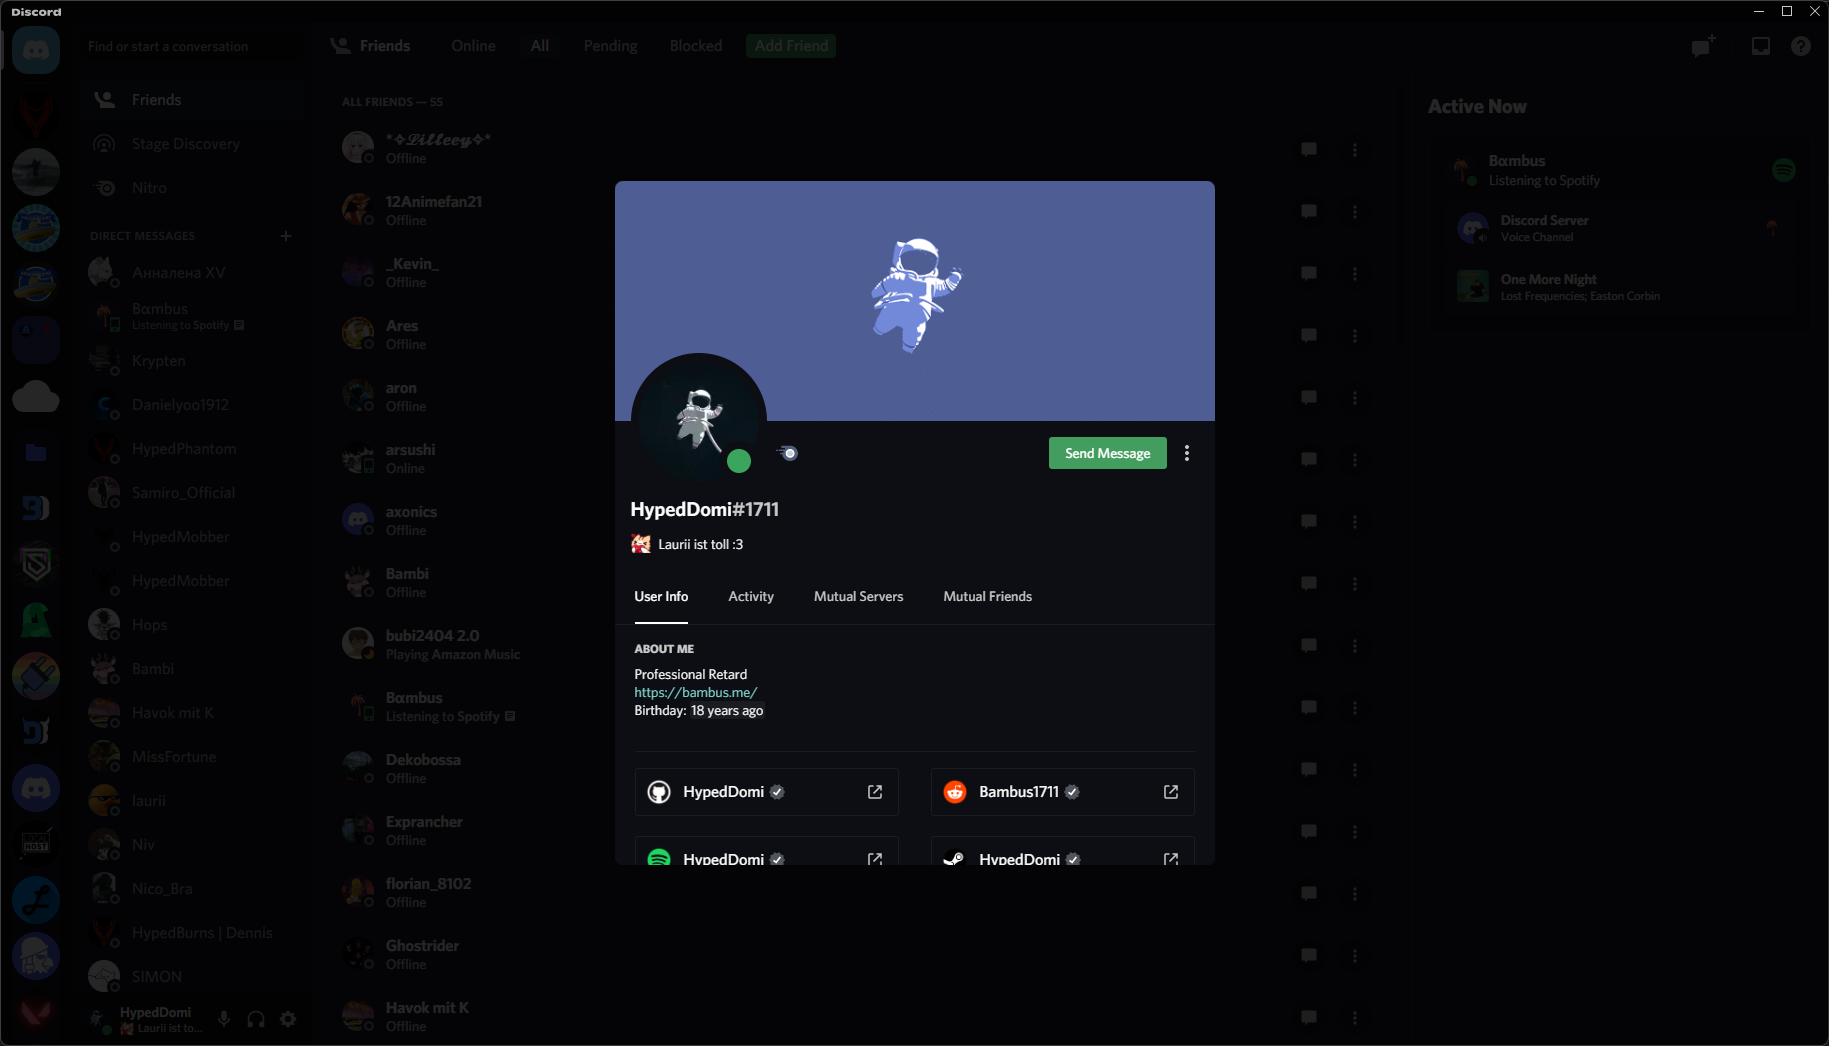 Discord
Find or start a conversation
Friends
Stage Discovery
Nitro
DIRECT MESSAGES
Анналена XV
Bαmbus
Listening to Spotify
Krypten
Danielyoo1912
HypedPhantom
Samiro_Official
HypedMobber
HypedMobber
Hops
Bambi
Havok mit K
MissFortune
laurii
Niv
Nico_Bra
HypedBurns | Dennis
SIMON
HypedDomi
Laurii ist to...
LOCAL
HOST
Friends
Online
All
Pending
Blocked
Add Friend
ALL FRIENDS — 55
*✧𝓛𝓲𝓵𝓵𝓮𝓮𝔂✧*
Offline
12Animefan21
Offline
_Kevin_
Offline
Ares
Offline
aron
Offline
arsushi
Online
axonics
Offline
Bambi
Offline
bubi2404 2.0
Playing Amazon Music
Bαmbus
Listening to Spotify
Dekobossa
Offline
Exprancher
Offline
florian_8102
Offline
Ghostrider
Offline
Havok mit K
Offline
Send Message
HypedDomi#1711
Laurii ist toll :3
User Info
Activity
Mutual Servers
Mutual Friends
ABOUT ME
Professional Retard
https://bambus.me/
Birthday: 18 years ago
HypedDomi
Bambus1711
HypedDomi
HypedDomi
Active Now
Bαmbus
Listening to Spotify
Discord Server
Voice Channel
One More Night
Lost Frequencies; Easton Corbin